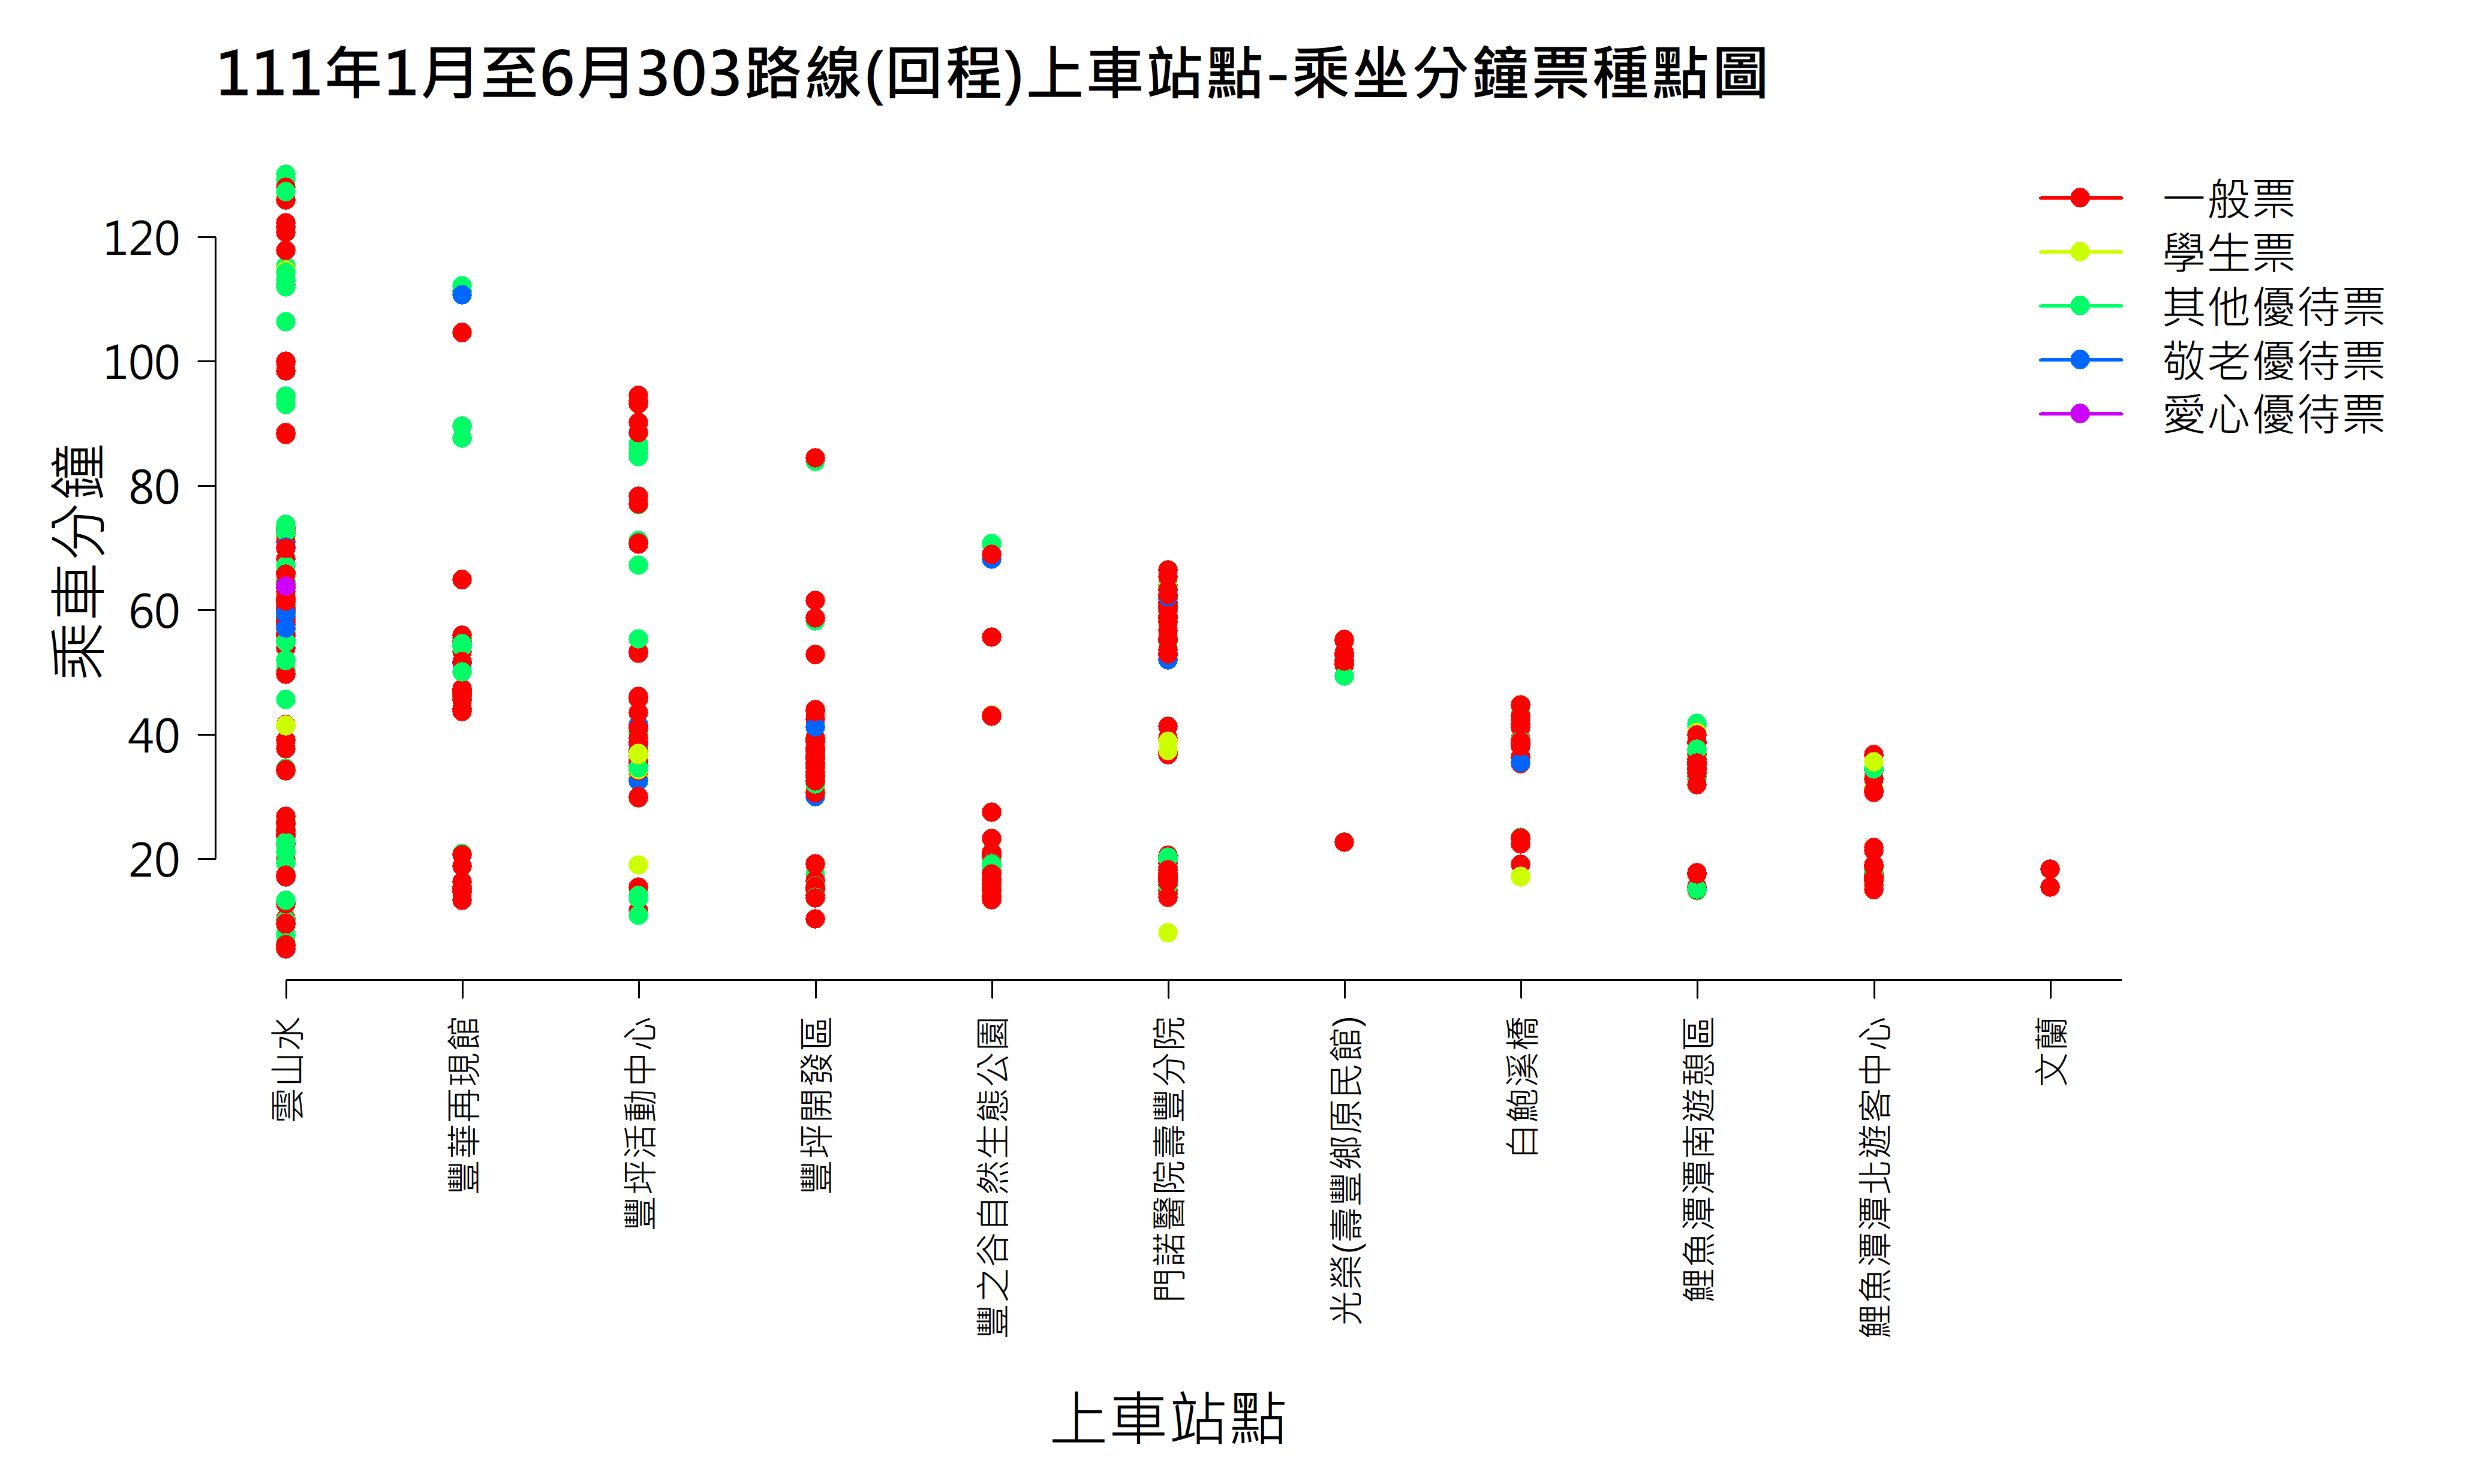 111年1月至6月303路線(回程)上車站點-乘坐分鐘票種點圖
一般票
學生票
其他優待票
敬老優待票
愛心優待票
乘車分鐘
120
100
80
60
40
20
雲山水
豐華再現館
豐坪活動中心
豐坪開發區
豐之谷自然生態公園
門諾醫院壽豐分院
光榮(壽豐鄉原民館)
白鮑溪橋
鯉魚潭潭南遊憩區
鯉魚潭潭北遊客中心
文蘭
上車站點